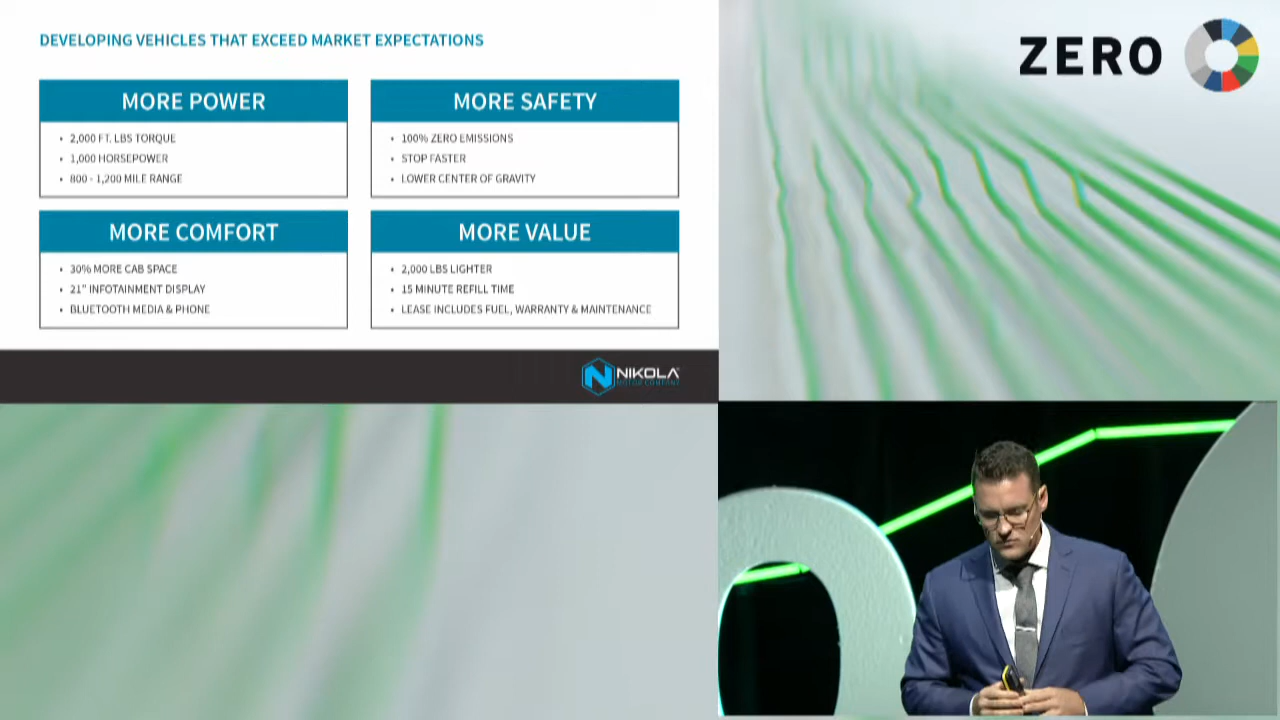 DEVELOPING VEHICLES THAT EXCEED MARKET EXPECTATIONS
MORE POWER
• 2,000 FT. LBS TORQUE
• 1,000 HORSEPOWER
• 800 - 1,200 MILE RANGE
MORE SAFETY
• 100% ZERO EMISSIONS
• STOP FASTER
• LOWER CENTER OF GRAVITY
MORE COMFORT
• 30% MORE CAB SPACE
• 21" INFOTAINMENT DISPLAY
• BLUETOOTH MEDIA & PHONE
MORE VALUE
• 2,000 LBS LIGHTER
• 15 MINUTE REFILL TIME
• LEASE INCLUDES FUEL, WARRANTY & MAINTENANCE
NIKOLA
MOTOR COMPANY
ZERO